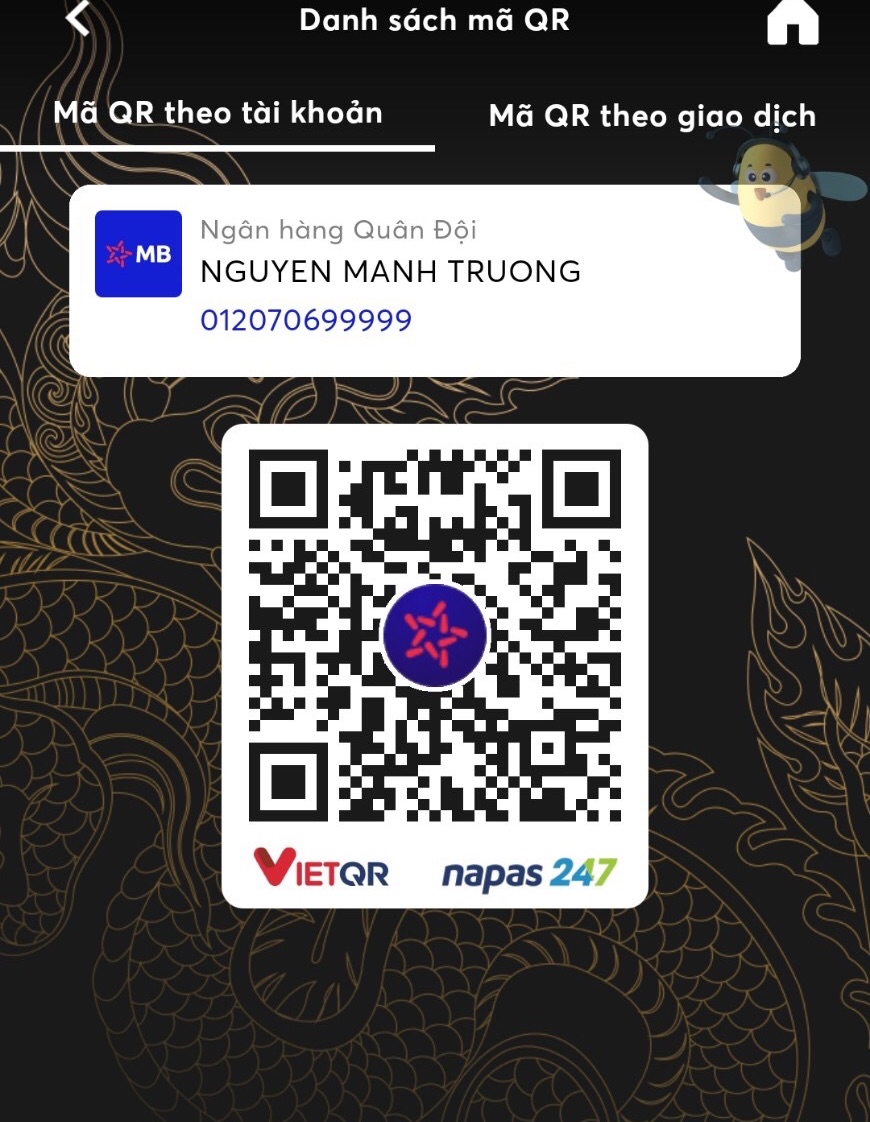 Danh sách mã QR
Mã QR theo tài khoản
Mã QR theo giao dịch
MB
Ngân hàng Quân Đội
NGUYEN MANH TRUONG
012070699999
VIETQR
napas 247